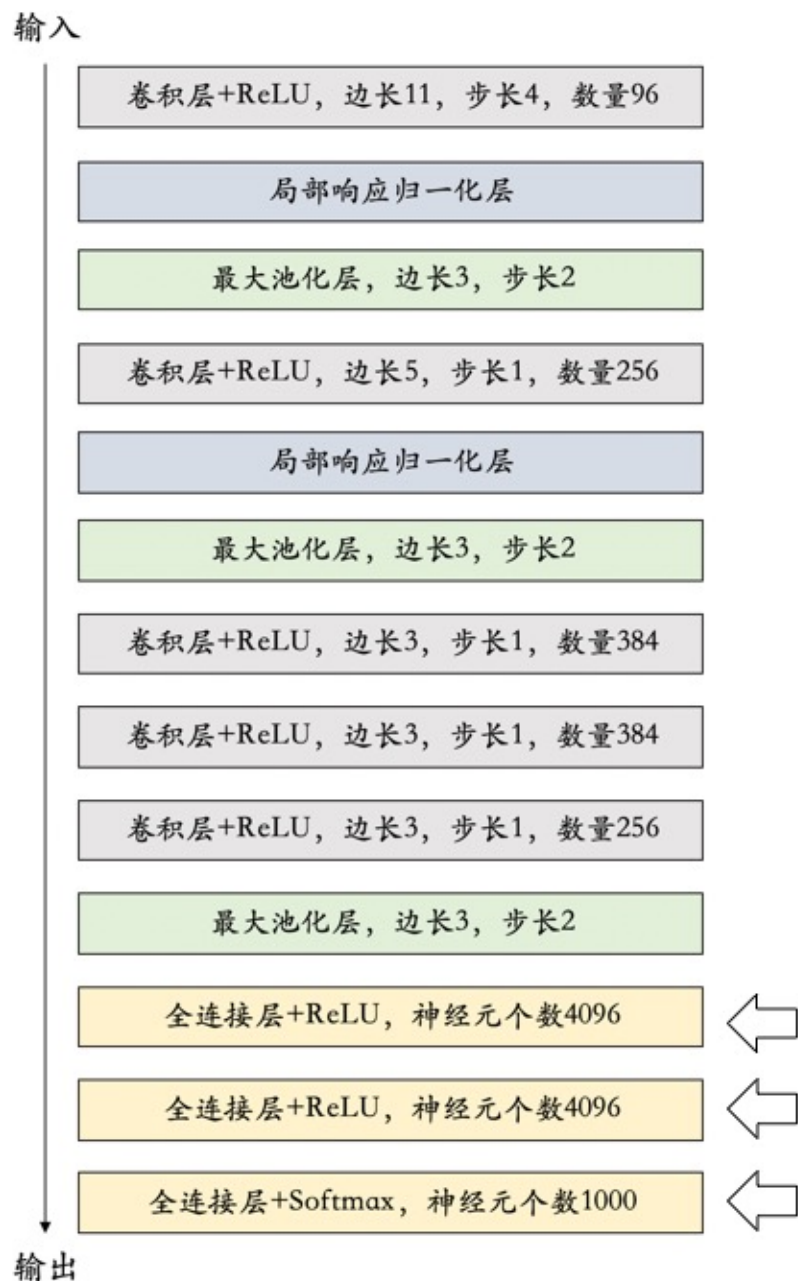 输入
卷积层+ReLU，边长11，步长4，数量96
局部响应归一化层
最大池化层，边长3，步长2
卷积层+ReLU，边长5，步长1，数量256
局部响应归一化层
最大池化层，边长3，步长2
卷积层+ReLU，边长3，步长1，数量384
卷积层+ReLU，边长3，步长1，数量384
卷积层+ReLU，边长3，步长1，数量256
最大池化层，边长3，步长2
全连接层+ReLU，神经元个数4096
全连接层+ReLU，神经元个数4096
全连接层+Softmax，神经元个数1000
输出